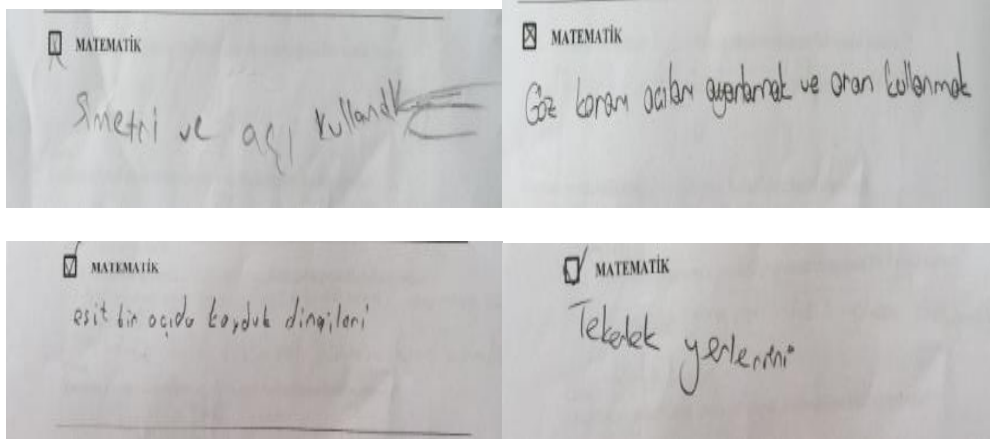 MATEMATİK
Simetri ve açı kullandık
MATEMATİK
Göz kararı açıları ayarlamak ve oran kullanmak
MATEMATİK
eşit bir açıda koyduk dingilleri
MATEMATİK
Tekerlek yerlerini